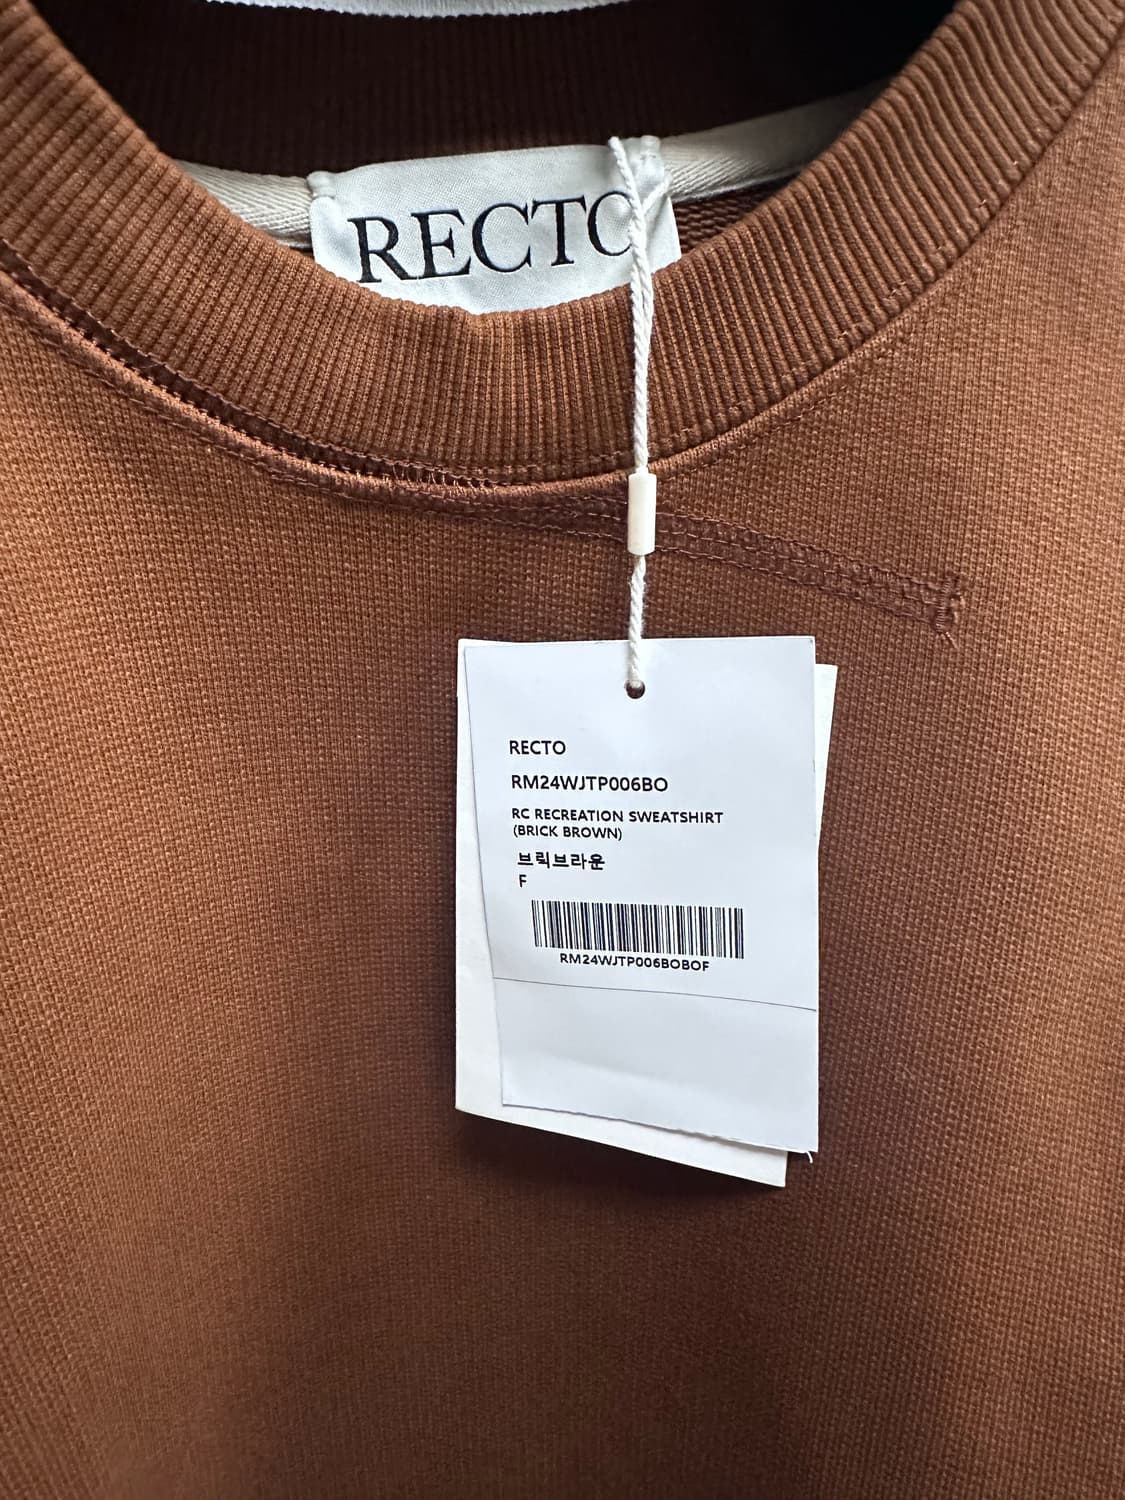 RECTO
RECTO
RM24WJTP006BO
RC RECREATION SWEATSHIRT
(BRICK BROWN)
브릭브라운
F
RM24WJTP006BOBOF